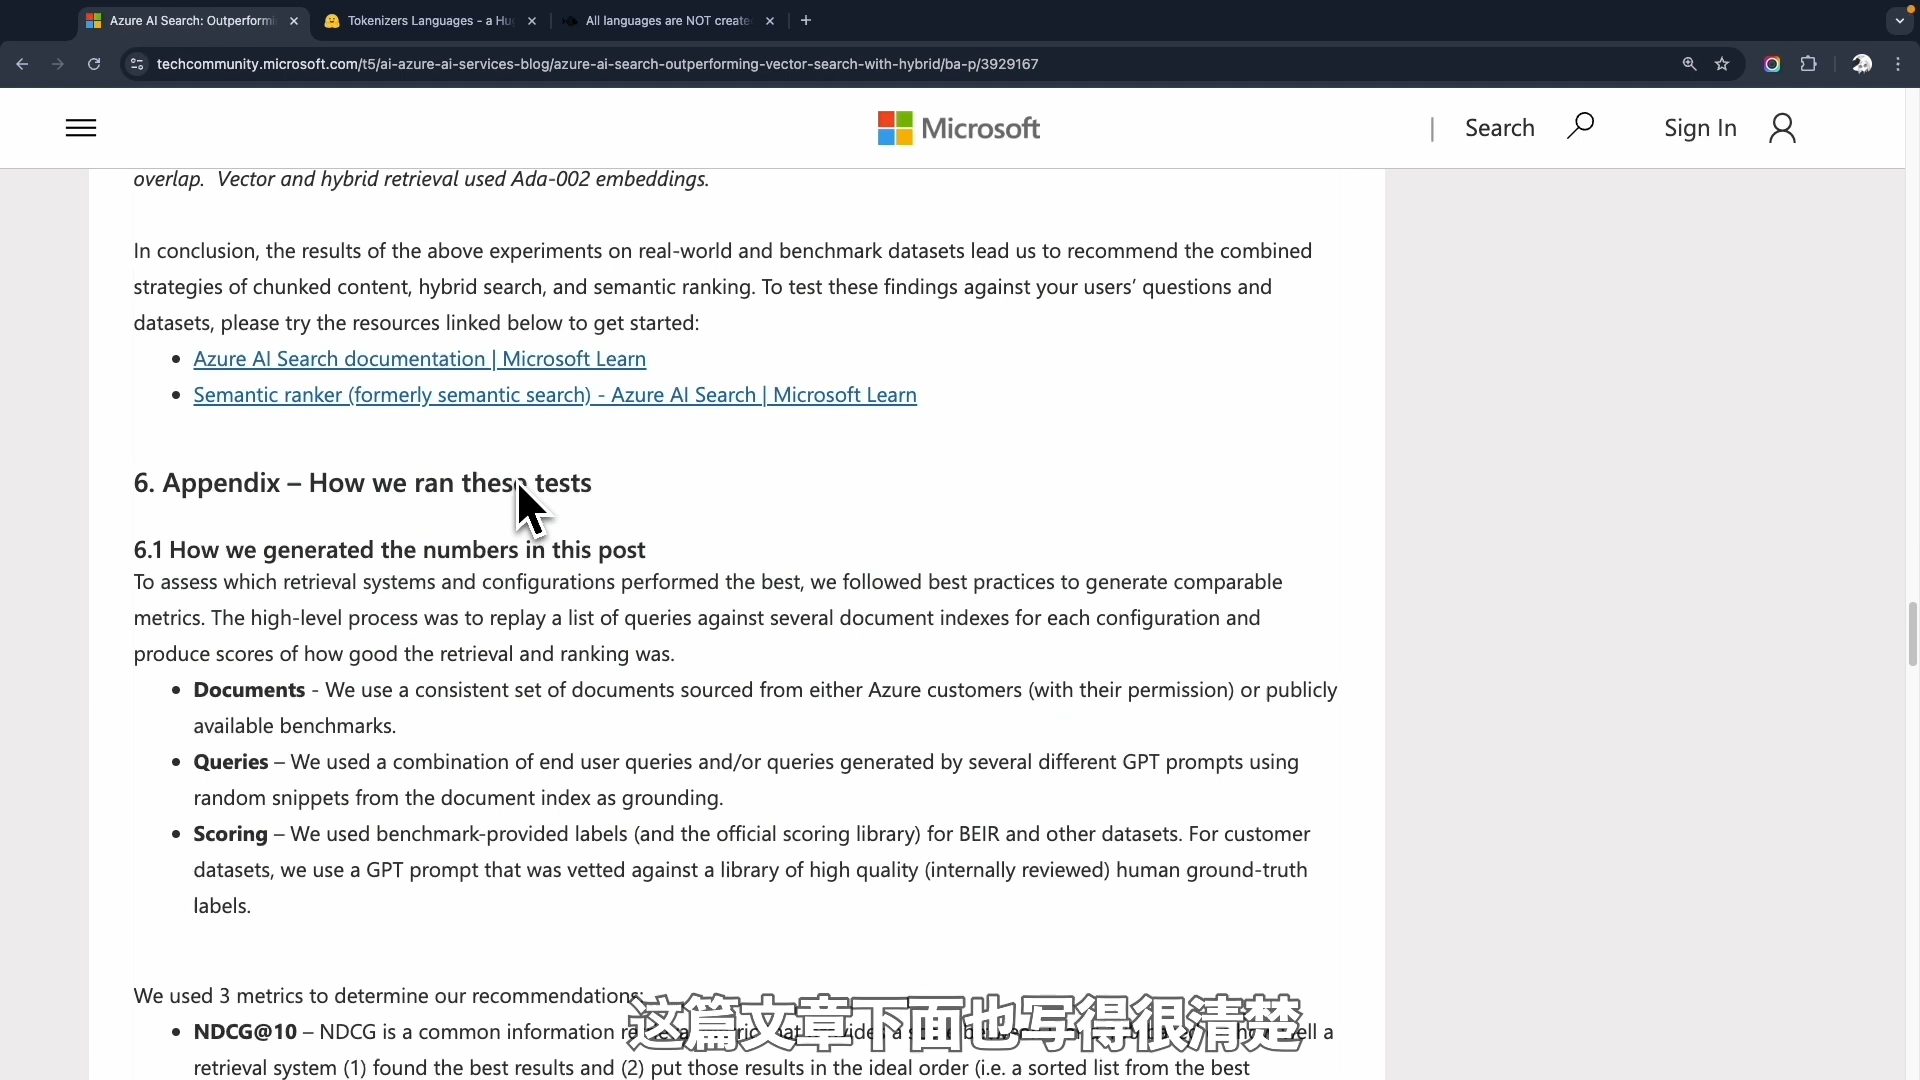 Azure AI Search: Outperformi
Tokenizers Languages - a Hu
All languages are NOT create
techcommunity.microsoft.com/t5/ai-azure-ai-services-blog/azure-ai-search-outperforming-vector-search-with-hybrid/ba-p/3929167
Microsoft
| Search
Sign In
overlap.  Vector and hybrid retrieval used Ada-002 embeddings.
In conclusion, the results of the above experiments on real-world and benchmark datasets lead us to recommend the combined
strategies of chunked content, hybrid search, and semantic ranking. To test these findings against your users’ questions and
datasets, please try the resources linked below to get started:
• Azure AI Search documentation | Microsoft Learn
• Semantic ranker (formerly semantic search) - Azure AI Search | Microsoft Learn
6. Appendix – How we ran these tests
6.1 How we generated the numbers in this post
To assess which retrieval systems and configurations performed the best, we followed best practices to generate comparable
metrics. The high-level process was to replay a list of queries against several document indexes for each configuration and
produce scores of how good the retrieval and ranking was.
• Documents - We use a consistent set of documents sourced from either Azure customers (with their permission) or publicly
available benchmarks.
• Queries – We used a combination of end user queries and/or queries generated by several different GPT prompts using
random snippets from the document index as grounding.
• Scoring – We used benchmark-provided labels (and the official scoring library) for BEIR and other datasets. For customer
datasets, we use a GPT prompt that was vetted against a library of high quality (internally reviewed) human ground-truth
labels.
We used 3 metrics to determine our recommendations:
这篇文章下面也写得很清楚
• NDCG@10 – NDCG is a common information a
retrieval system (1) found the best results and (2) put those results in the ideal order (i.e. a sorted list from the best